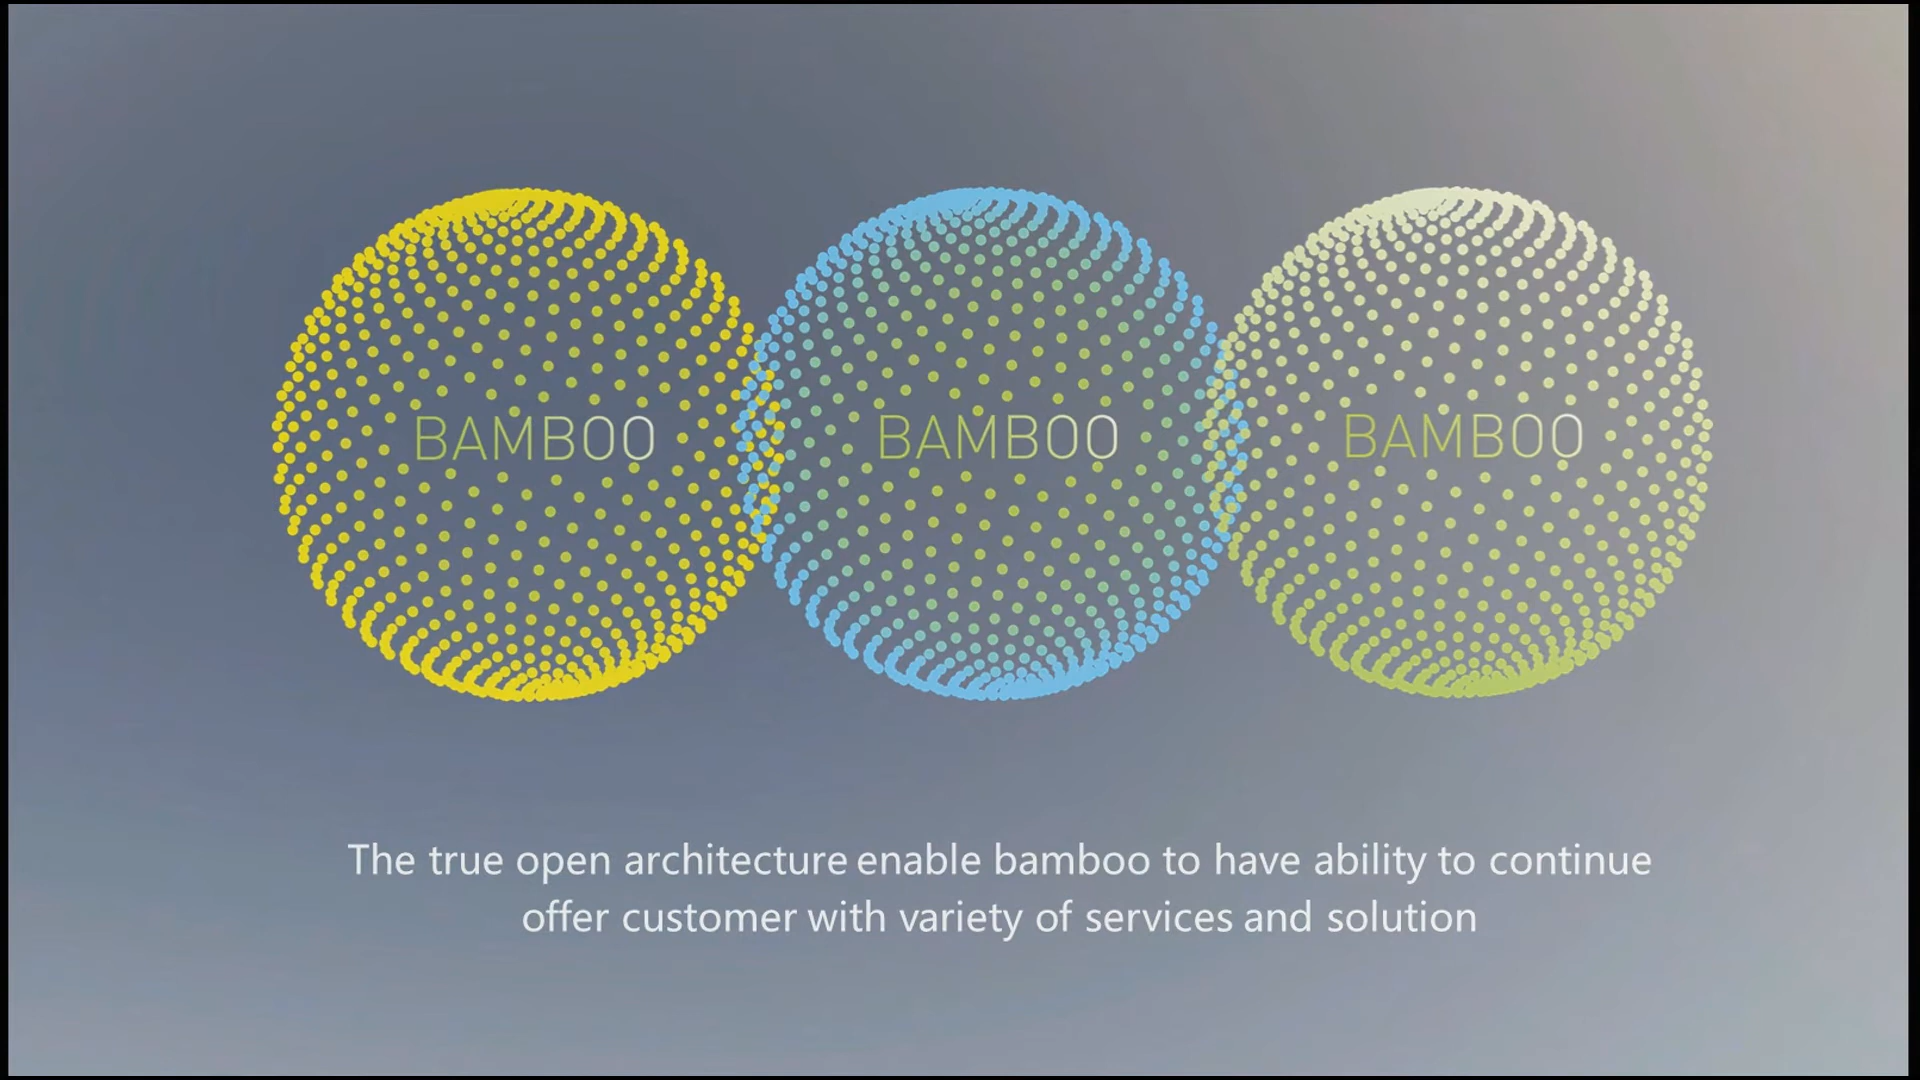 BAMBOO BAMBOO BAMBOO
The true open architecture enable bamboo to have ability to continue
offer customer with variety of services and solution